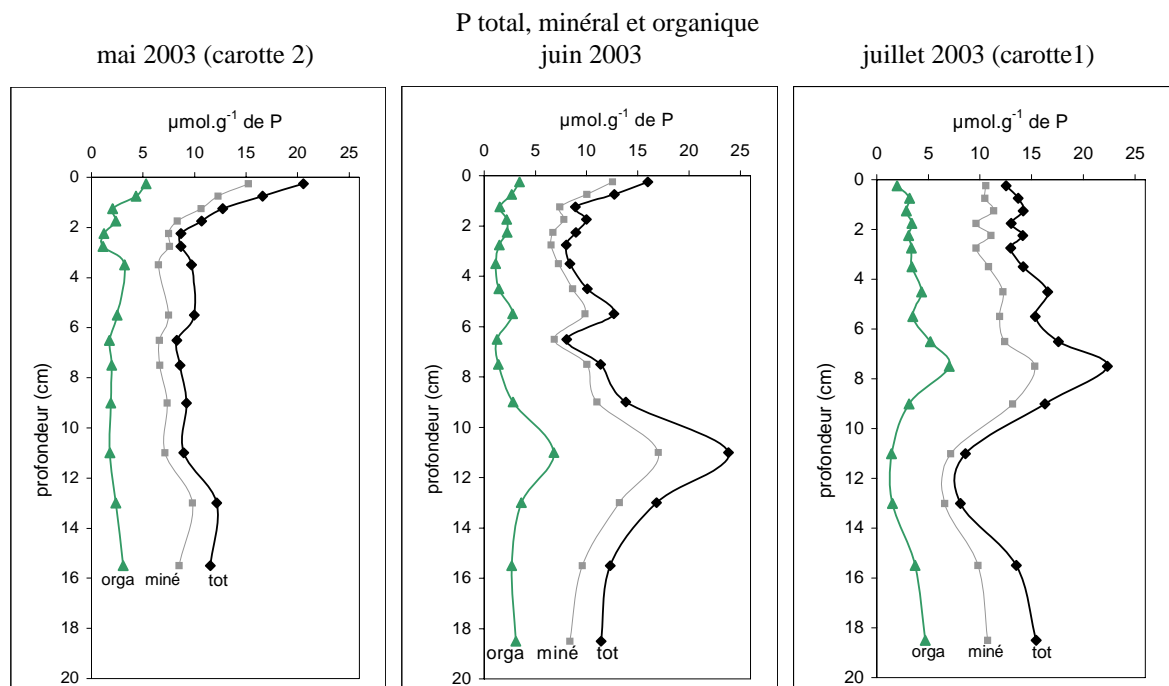 P total, minéral et organique
mai 2003 (carotte 2)
juin 2003
juillet 2003 (carotte1)
µmol.g-1 de P
0 5 10 15 20 25
0
2
4
6
8
10
12
14
16
18
20
profondeur (cm)
orga miné tot
µmol.g-1 de P
0 5 10 15 20 25
0
2
4
6
8
10
12
14
16
18
20
profondeur (cm)
orga miné tot
µmol.g-1 de P
0 5 10 15 20 25
0
2
4
6
8
10
12
14
16
18
20
profondeur (cm)
orga miné tot